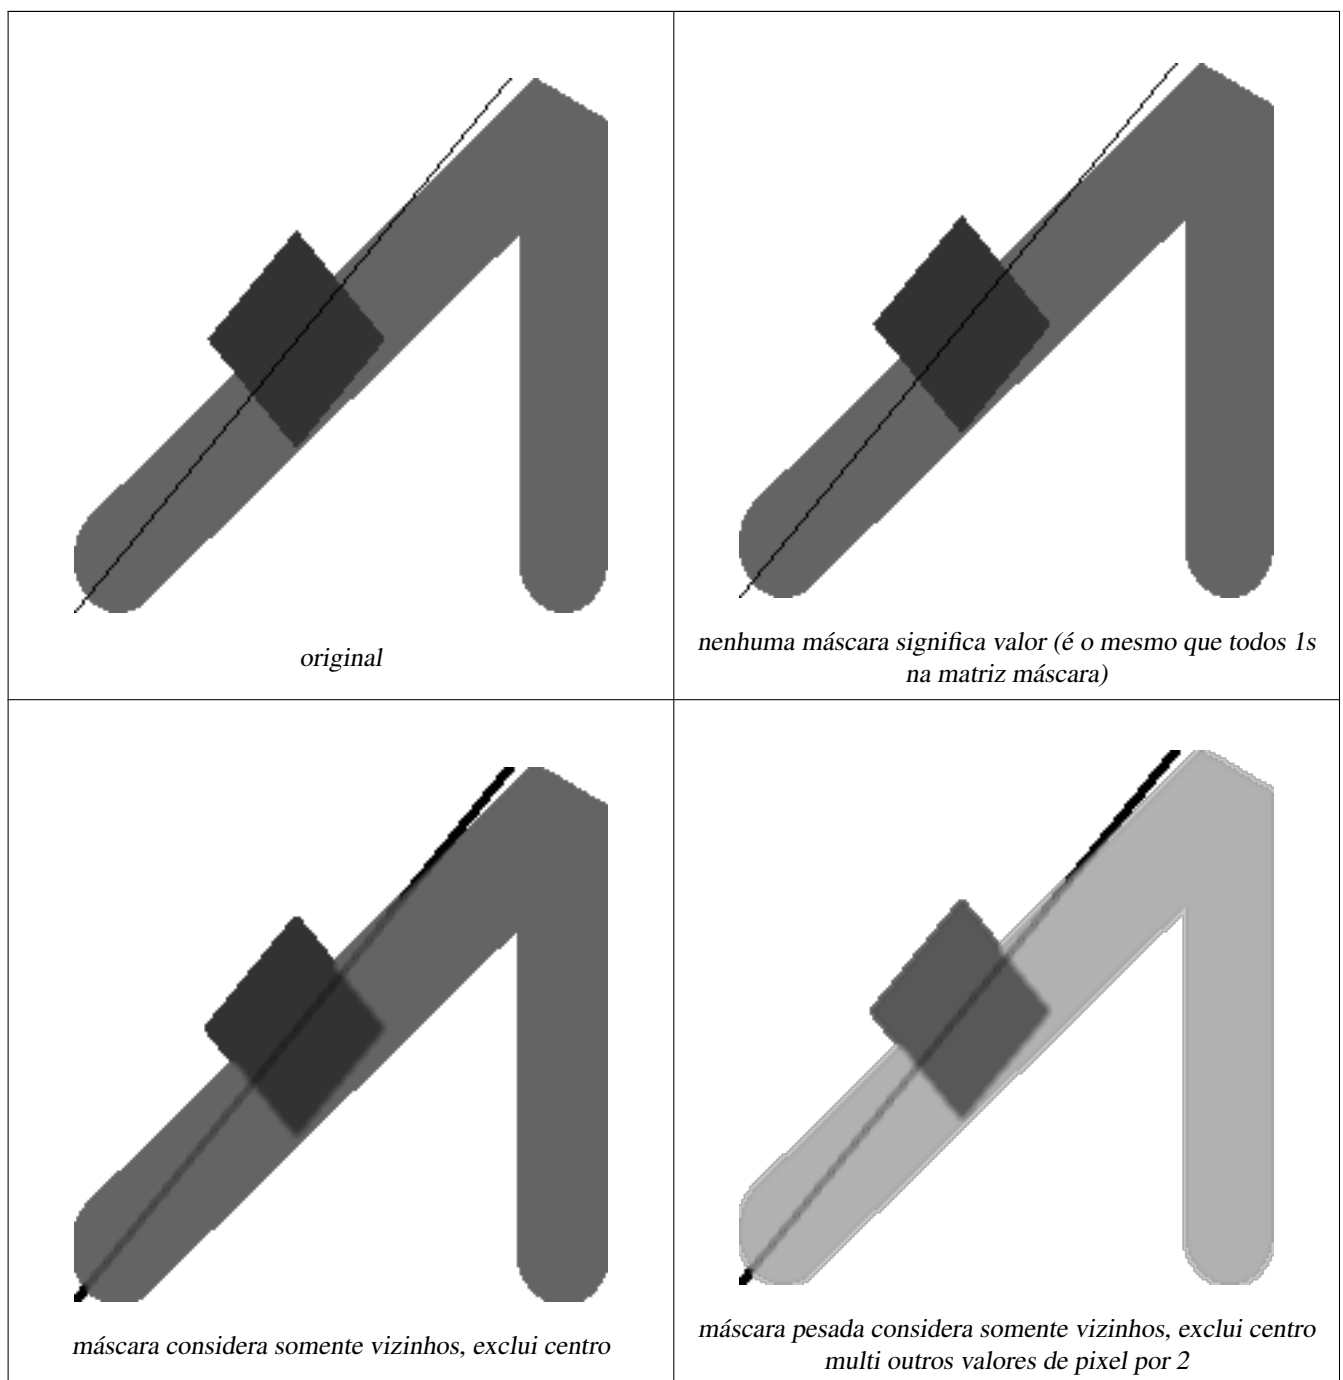 original
nenhuma máscara significa valor (é o mesmo que todos 1s
na matriz máscara)
máscara considera somente vizinhos, exclui centro
máscara pesada considera somente vizinhos, exclui centro
multi outros valores de pixel por 2